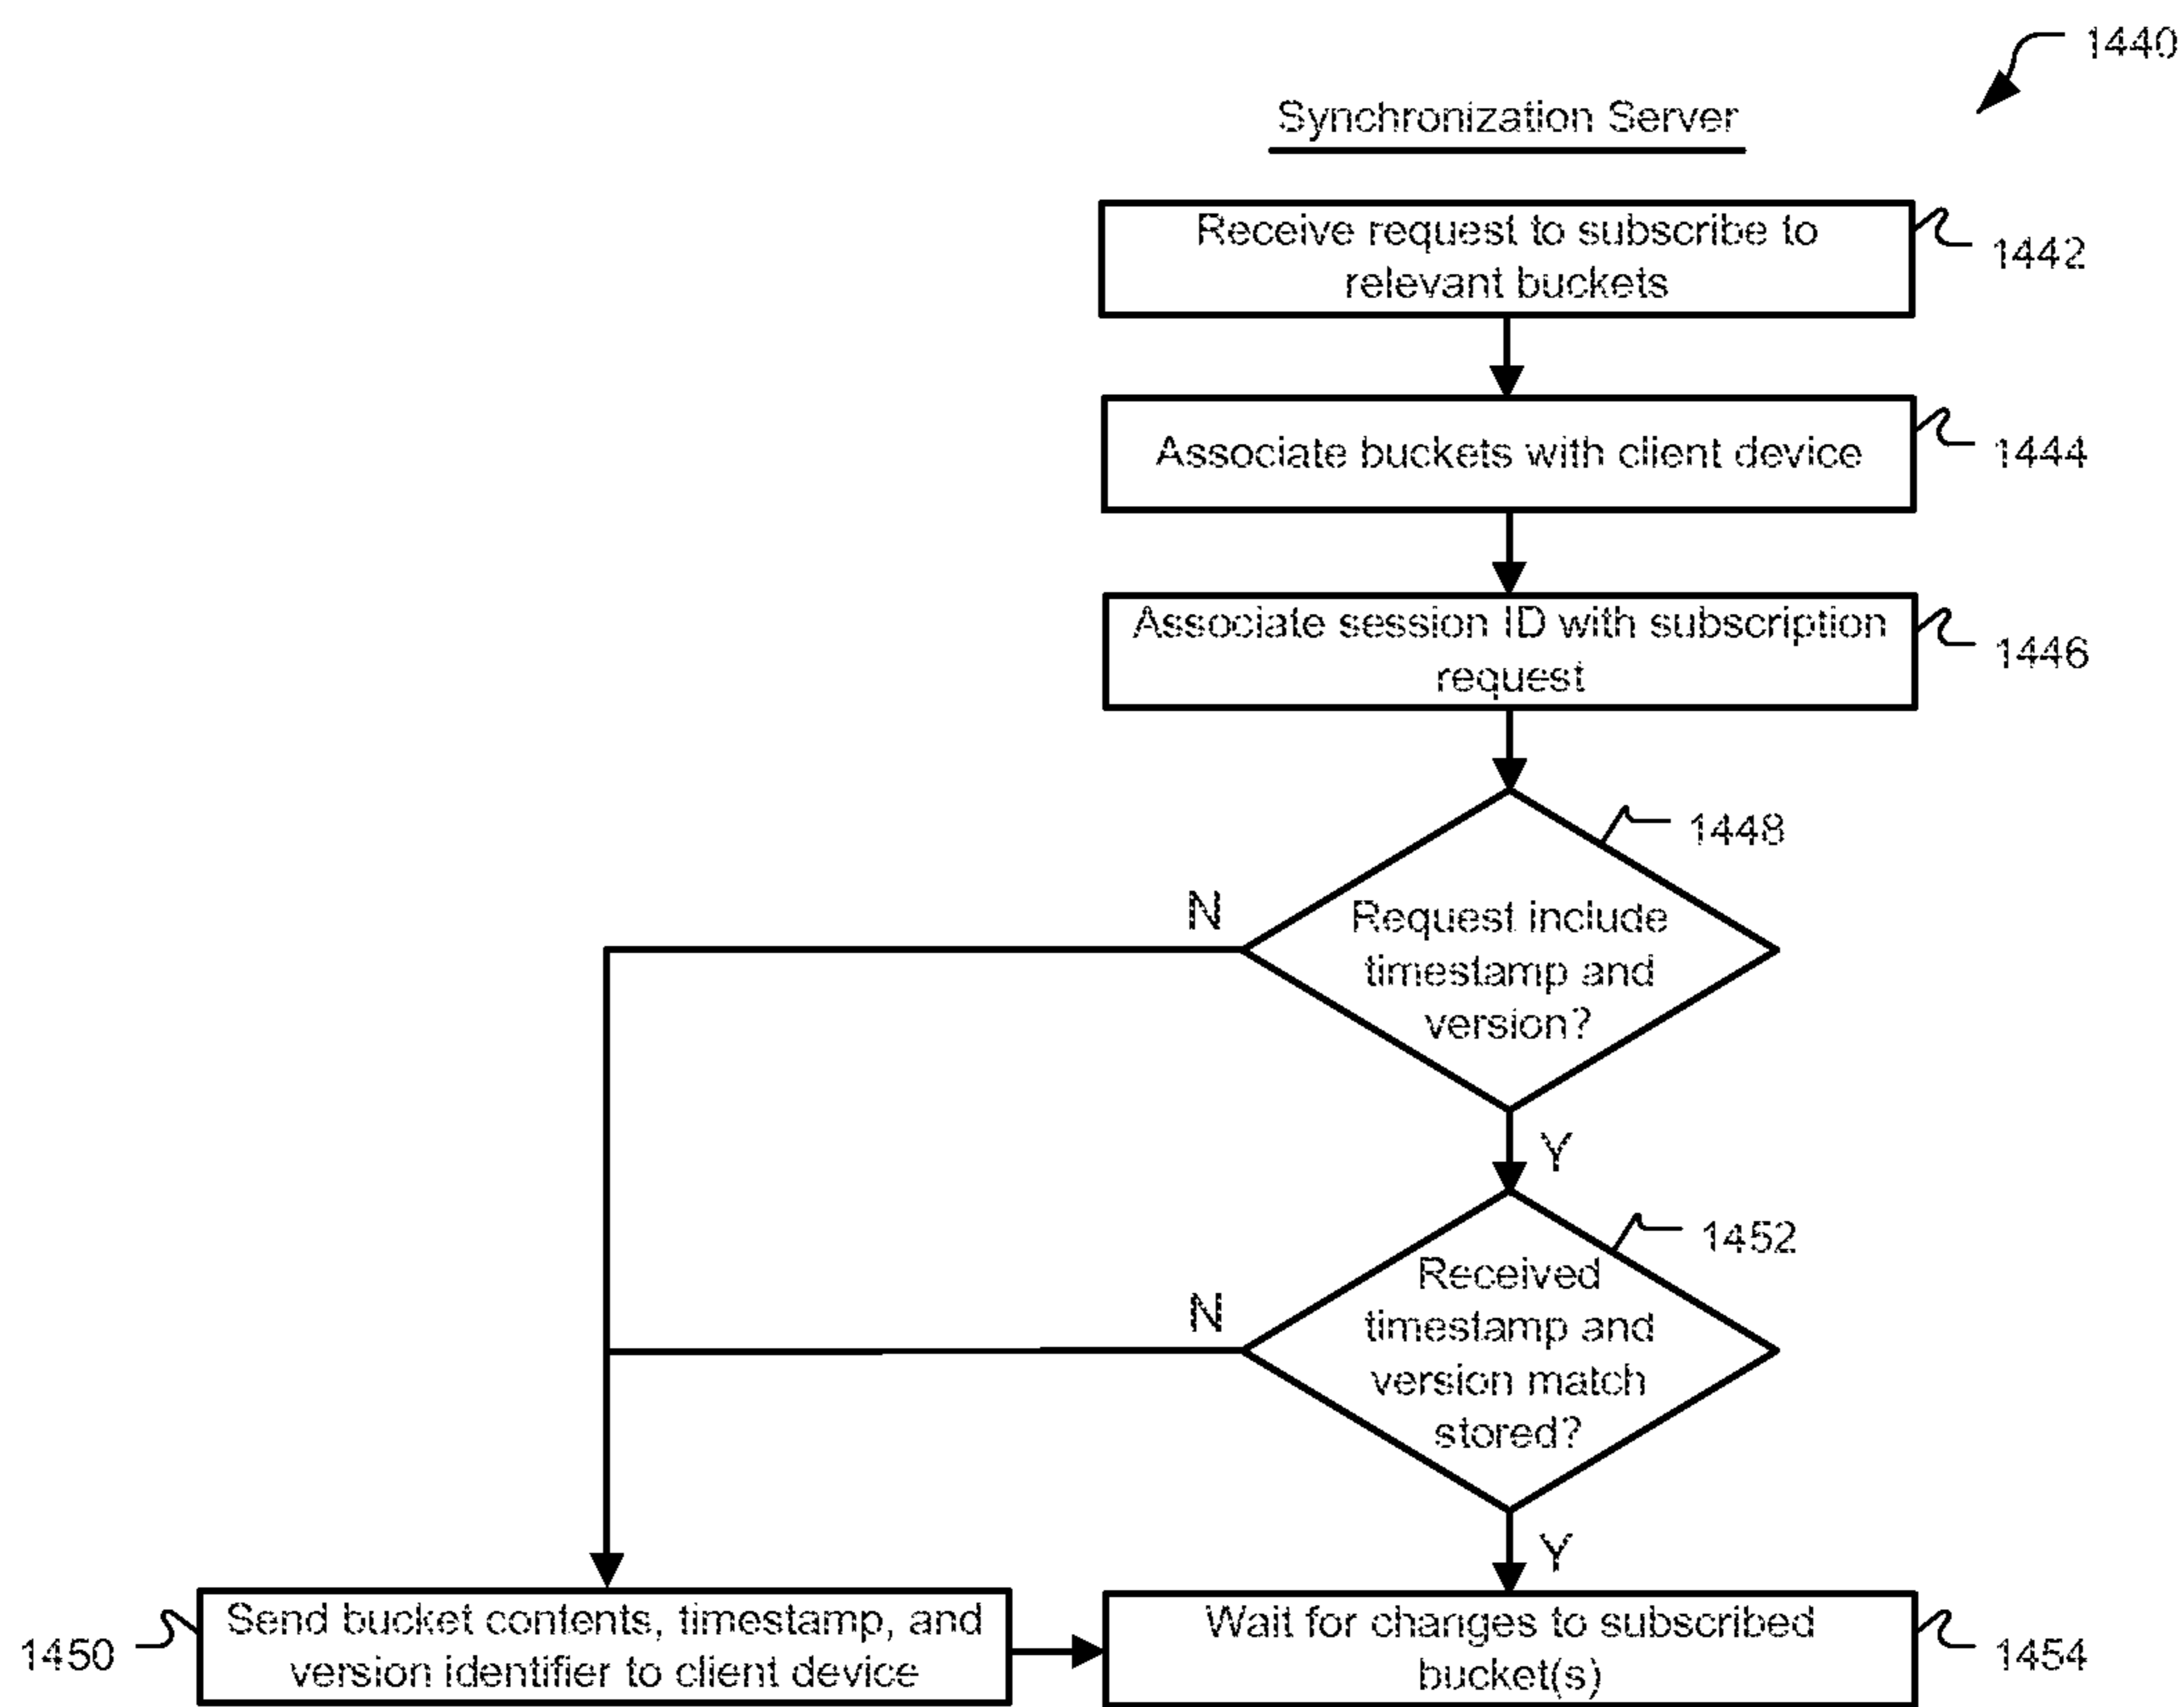 1440
Synchronization Server
Receive request to subscribe to
relevant buckets
1442
Associate buckets with client device
1444
Associate session ID with subscription
request
1446
1448
N
Request include
timestamp and
version?
Y
1452
N
Received
timestamp and
version match
stored?
Y
1450
Send bucket contents, timestamp, and
version identifier to client device
Wait for changes to subscribed
bucket(s)
1454